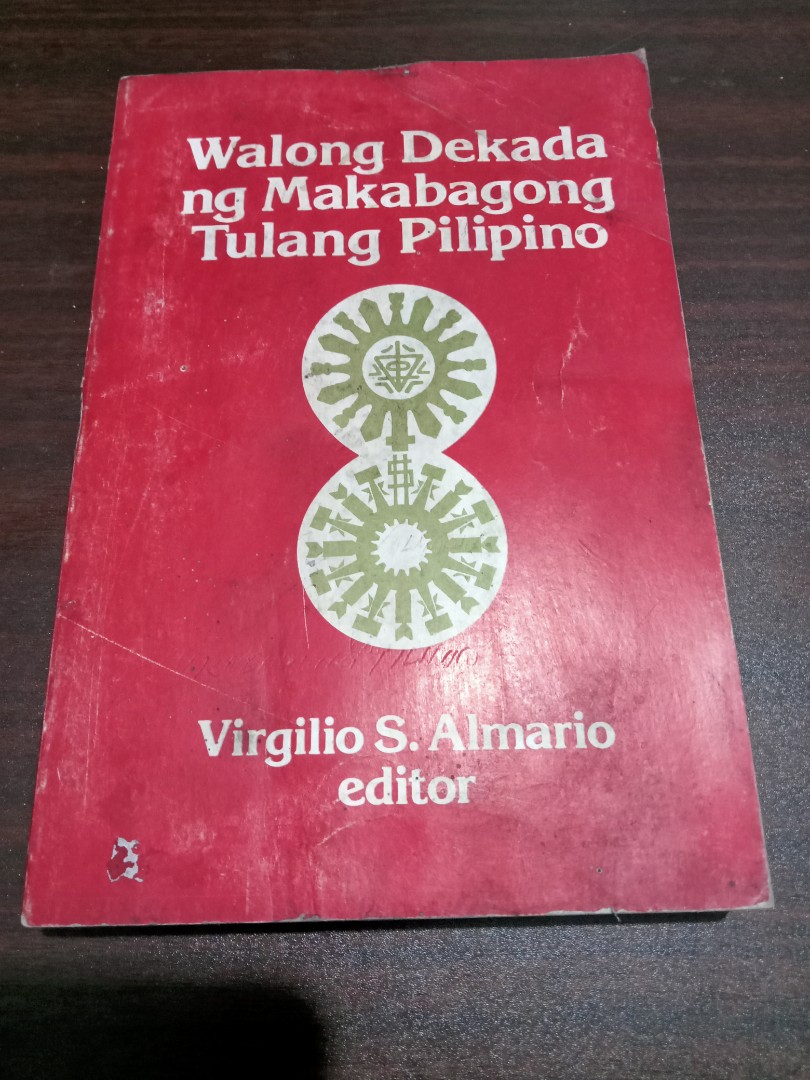 Walong Dekada
ng Makabagong
Tulang Pilipino
Virgilio S. Almario
editor